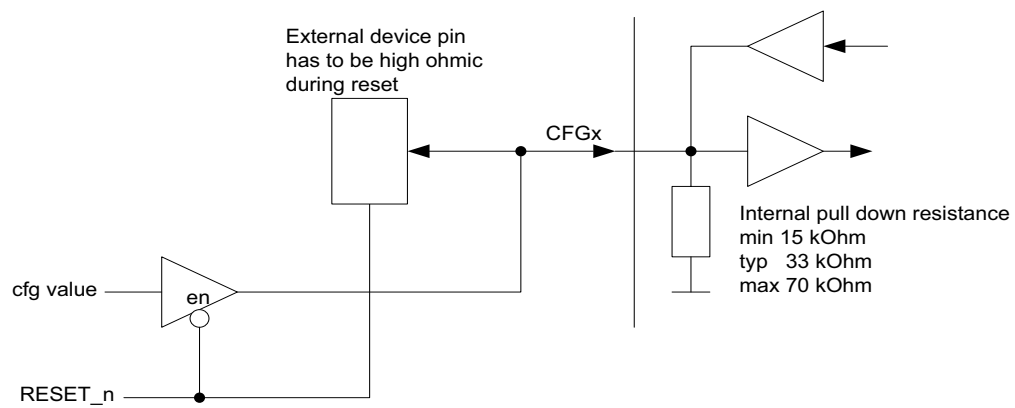 External device pin
has to be high ohmic
during reset
CFGx
Internal pull down resistance
min 15 kOhm
typ 33 kOhm
max 70 kOhm
cfg value
en
RESET_n